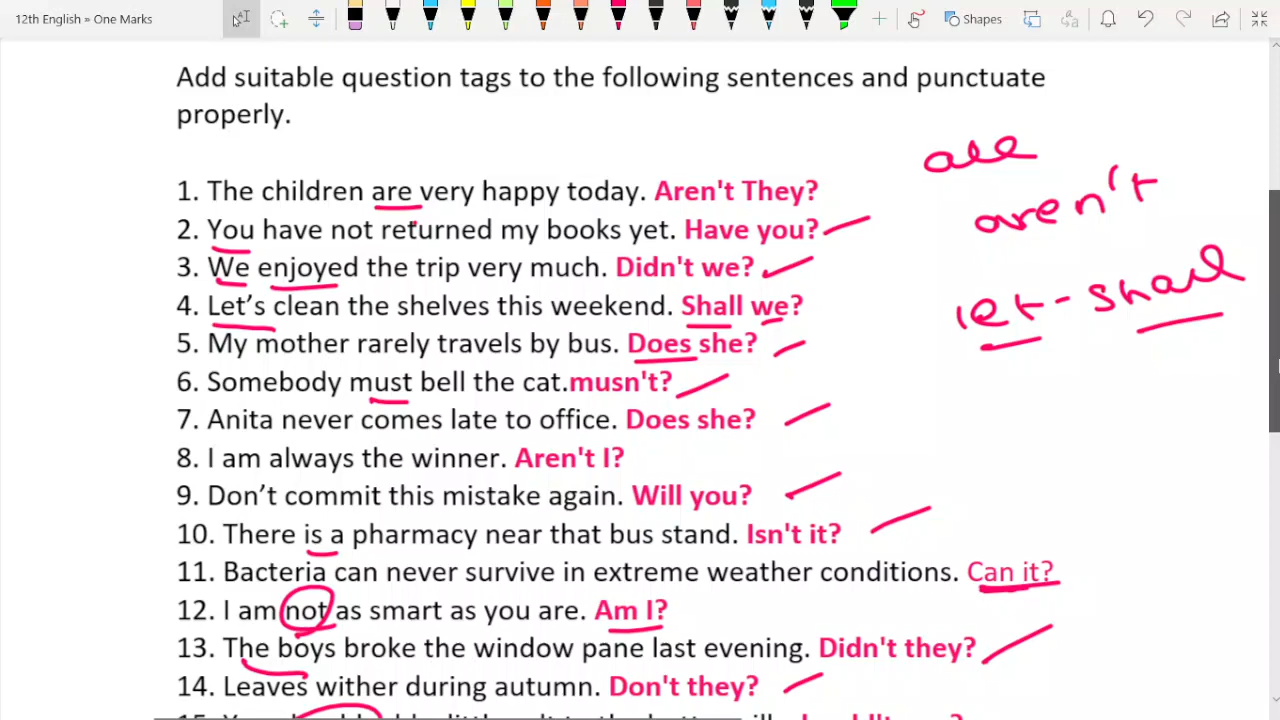 12th English » One Marks
Shapes
Add suitable question tags to the following sentences and punctuate
properly.
are
1. The children are very happy today. Aren't They?
aren't
2. You have not returned my books yet. Have you?
3. We enjoyed the trip very much. Didn't we?
let - shall
4. Let's clean the shelves this weekend. Shall we?
5. My mother rarely travels by bus. Does she?
6. Somebody must bell the cat.musn't?
7. Anita never comes late to office. Does she?
8. I am always the winner. Aren't I?
9. Don't commit this mistake again. Will you?
10. There is a pharmacy near that bus stand. Isn't it?
11. Bacteria can never survive in extreme weather conditions. Can it?
12. I am not as smart as you are. Am I?
13. The boys broke the window pane last evening. Didn't they?
14. Leaves wither during autumn. Don't they?